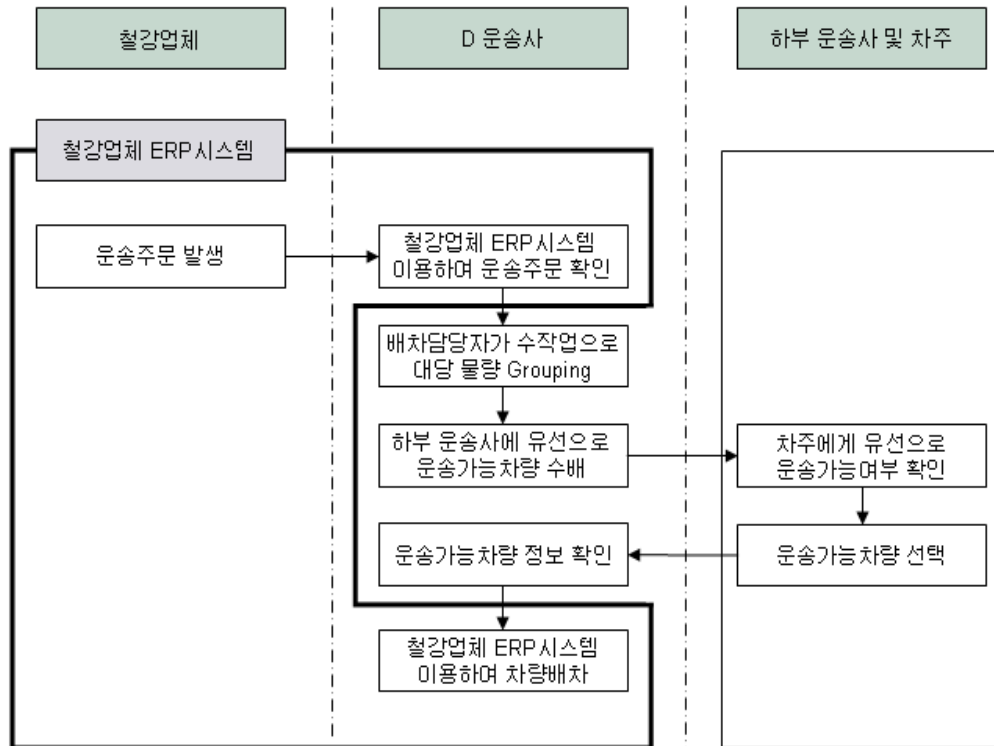 철강업체
D 운송사
하부 운송사 및 차주
철강업체 ERP시스템
운송주문 발생
철강업체 ERP시스템
이용하여 운송주문 확인
배차담당자가 수작업으로
대당 물량 Grouping
하부 운송사에 유선으로
운송가능차량 수배
차주에게 유선으로
운송가능여부 확인
운송가능차량 정보 확인
운송가능차량 선택
철강업체 ERP시스템
이용하여 차량배차